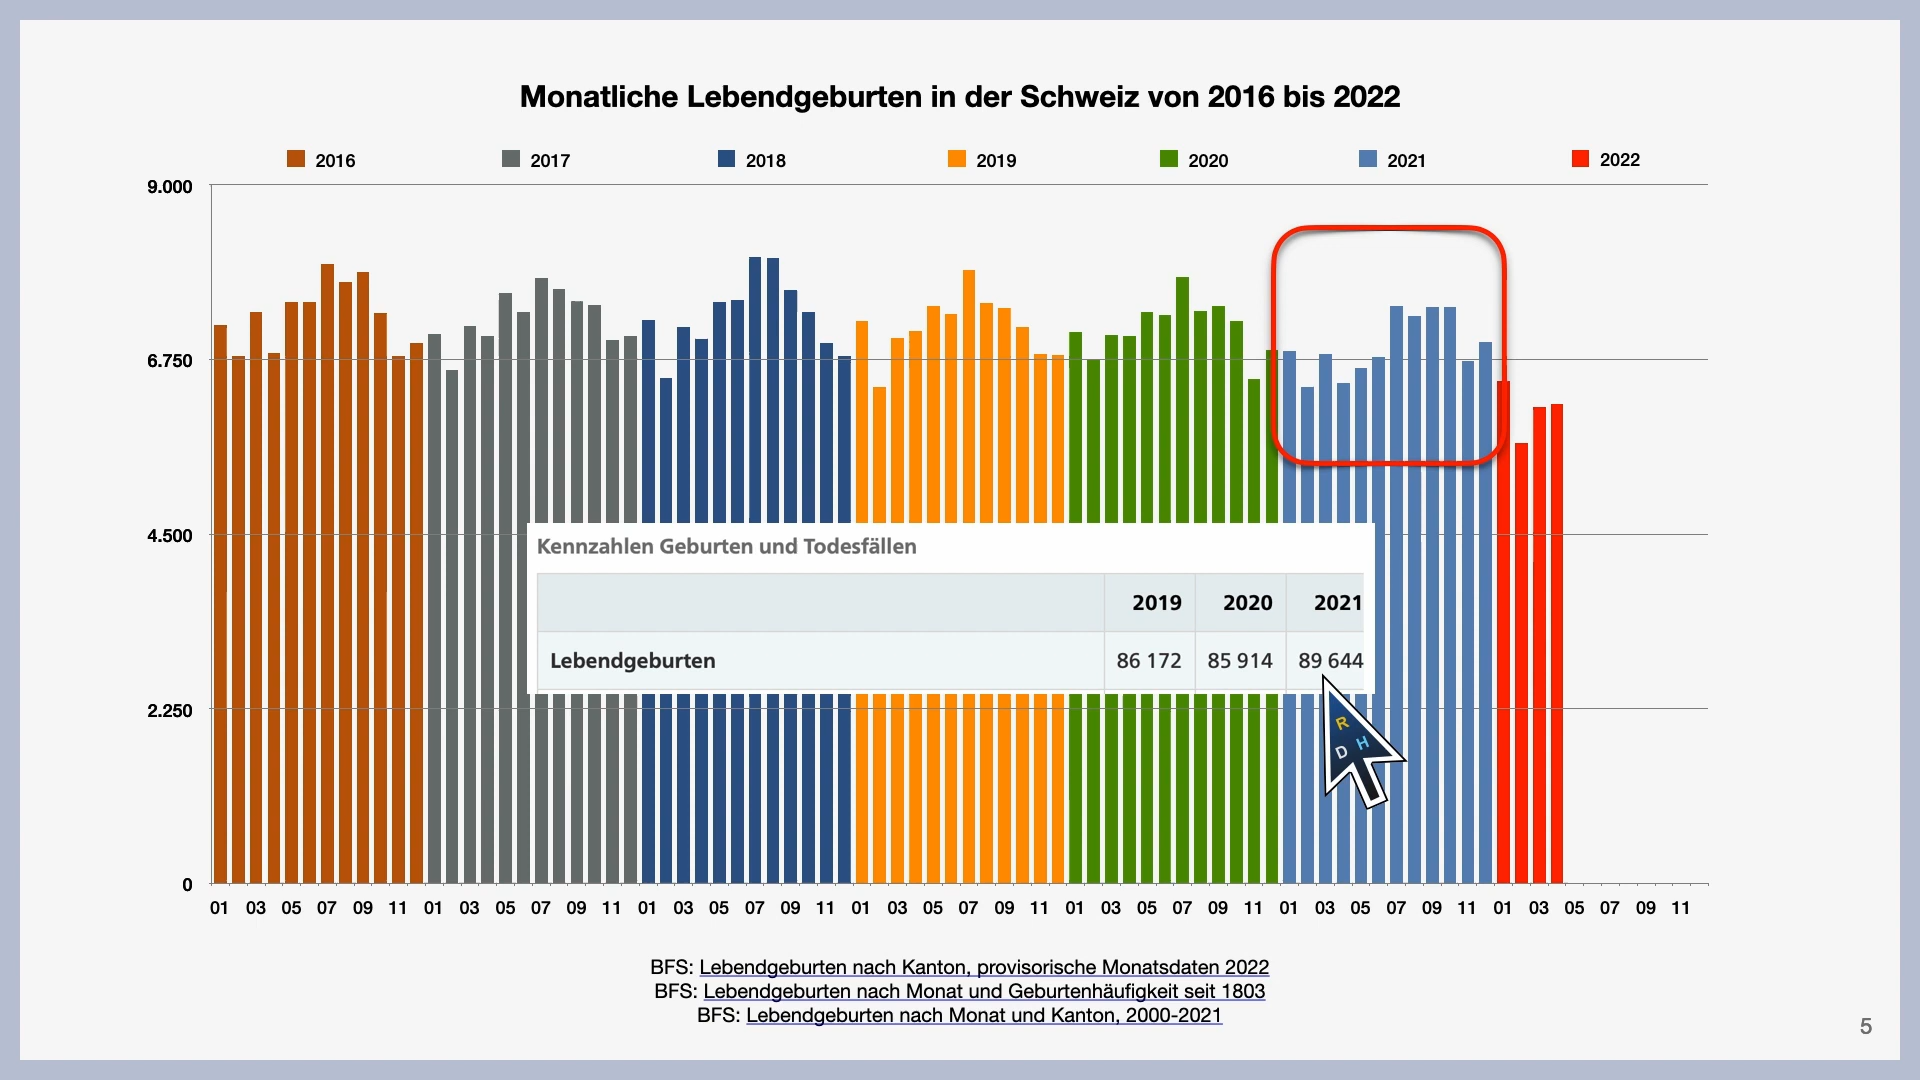 Monatliche Lebendgeburten in der Schweiz von 2016 bis 2022
2016 2017 2018 2019 2020 2021 2022
9.000
6.750
4.500
2.250
0
Kennzahlen Geburten und Todesfällen
2019 2020 2021
Lebendgeburten 86 172 85 914 89 644
R
D H
01 03 05 07 09 11 01 03 05 07 09 11 01 03 05 07 09 11 01 03 05 07 09 11 01 03 05 07 09 11 01 03 05 07 09 11 01 03 05 07 09 11
BFS: Lebendgeburten nach Kanton, provisorische Monatsdaten 2022
BFS: Lebendgeburten nach Monat und Geburtenhäufigkeit seit 1803
BFS: Lebendgeburten nach Monat und Kanton, 2000-2021
5